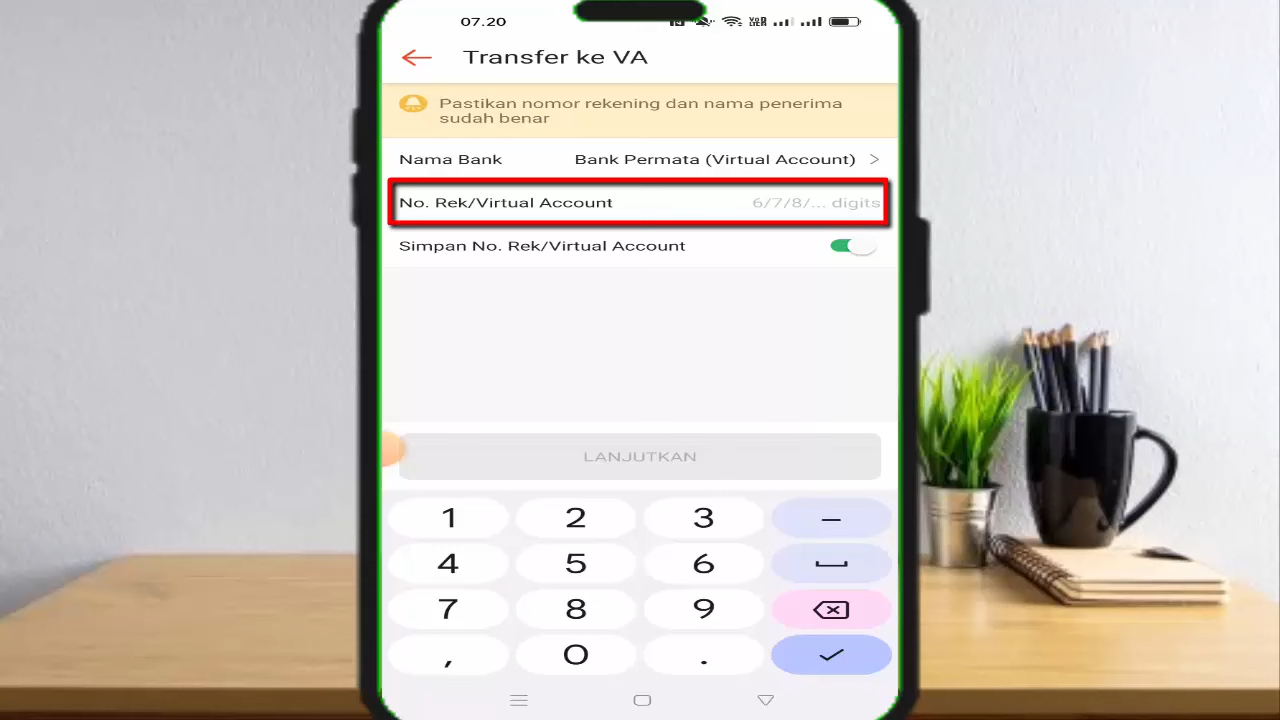 07.20
Transfer ke VA
Pastikan nomor rekening dan nama penerima
sudah benar
Nama Bank Bank Permata (Virtual Account)
No. Rek/Virtual Account 6/7/8/... digits
Simpan No. Rek/Virtual Account
LANJUTKAN
1 2 3 –
4 5 6
7 8 9
, 0 .